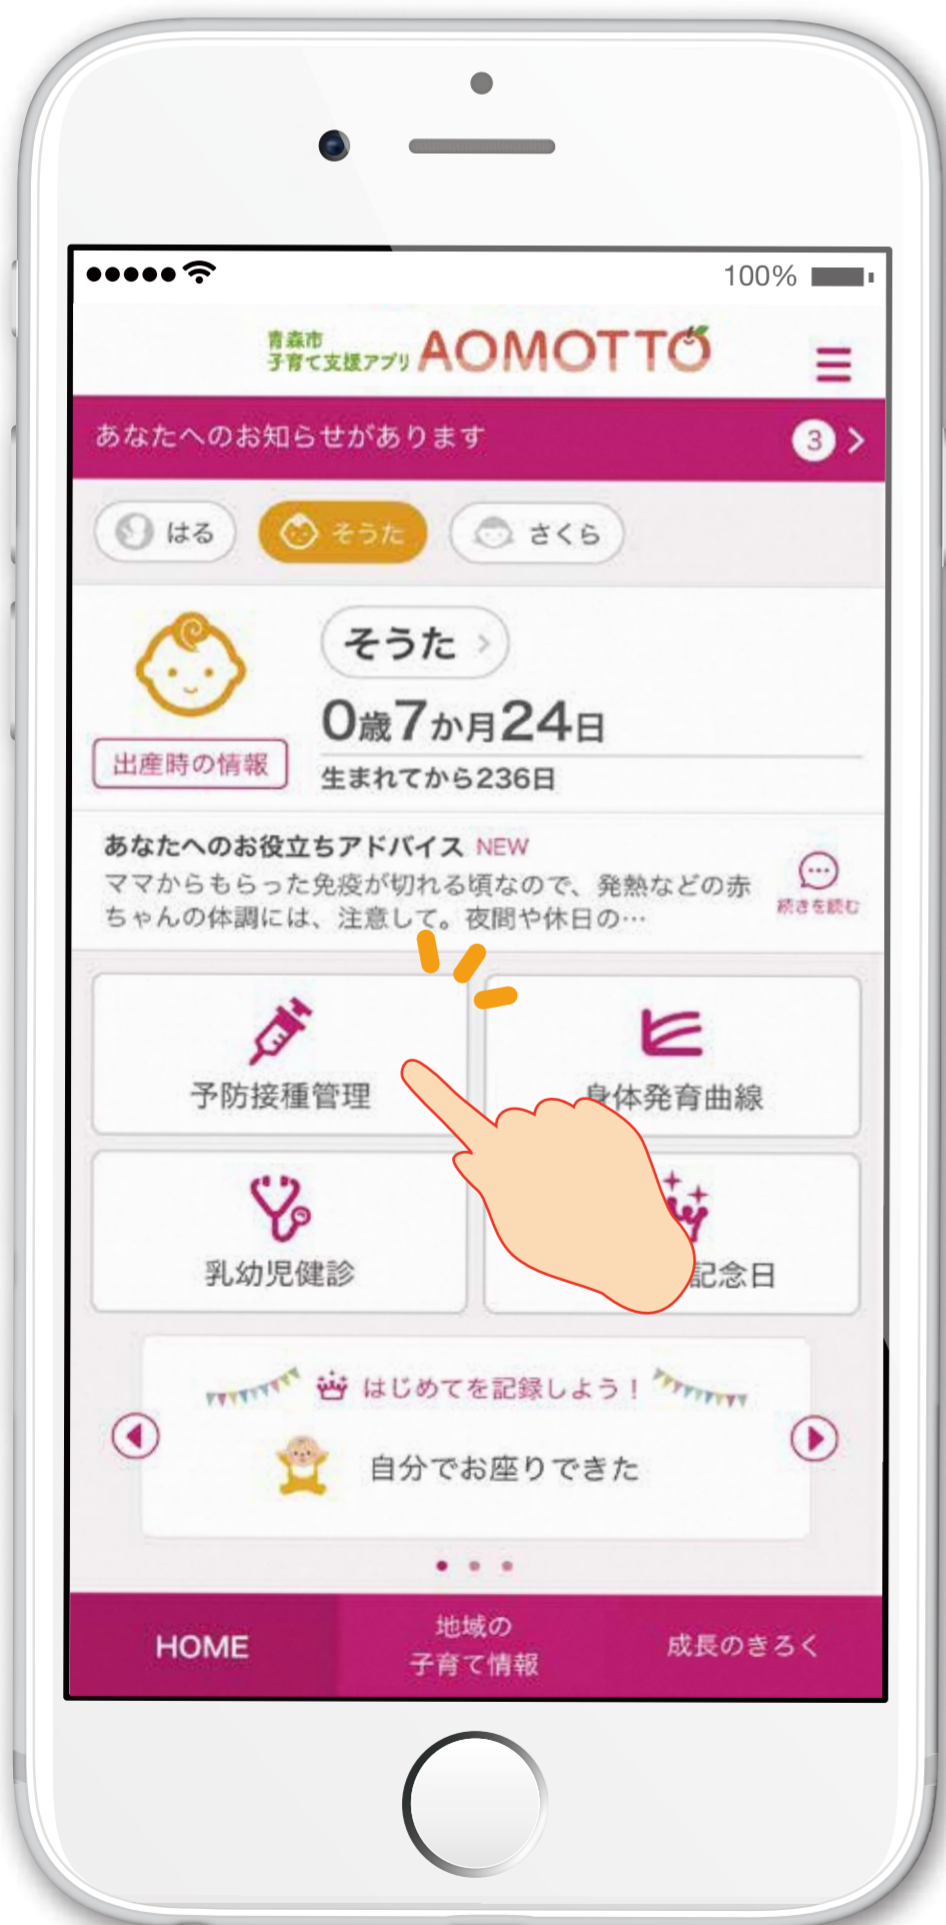 100%
青森市
子育て支援アプリ AOMOTTO
あなたへのお知らせがあります 3
はる そうた さくら
そうた
0歳7か月24日
出産時の情報
生まれてから236日
あなたへのお役立ちアドバイス NEW
ママからもらった免疫が切れる頃なので、発熱などの赤
ちゃんの体調には、注意して。夜間や休日の…
続きを読む
予防接種管理
身体発育曲線
乳幼児健診
記念日
はじめてを記録しよう！
自分でお座りできた
HOME
地域の
子育て情報
成長のきろく